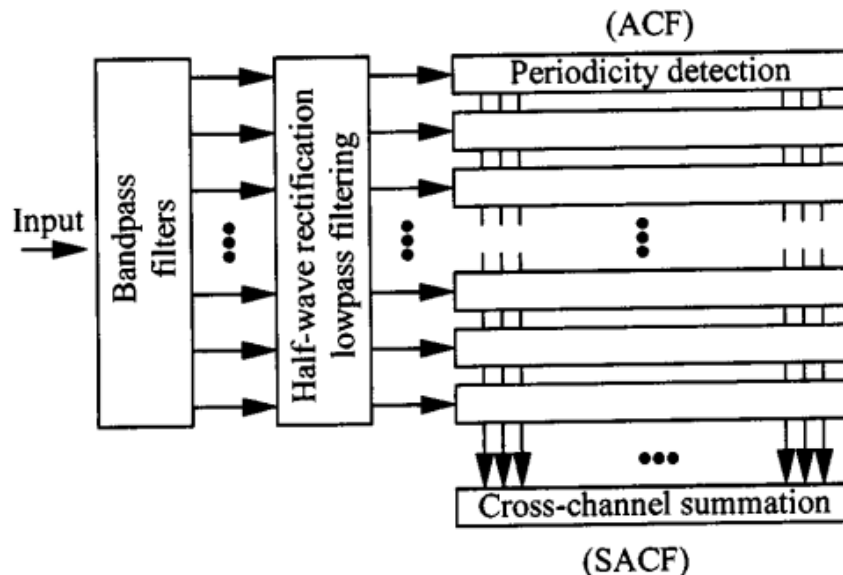 (ACF)
Periodicity detection
Input
Bandpass
filters
Half-wave rectification
lowpass filtering
Cross-channel summation
(SACF)